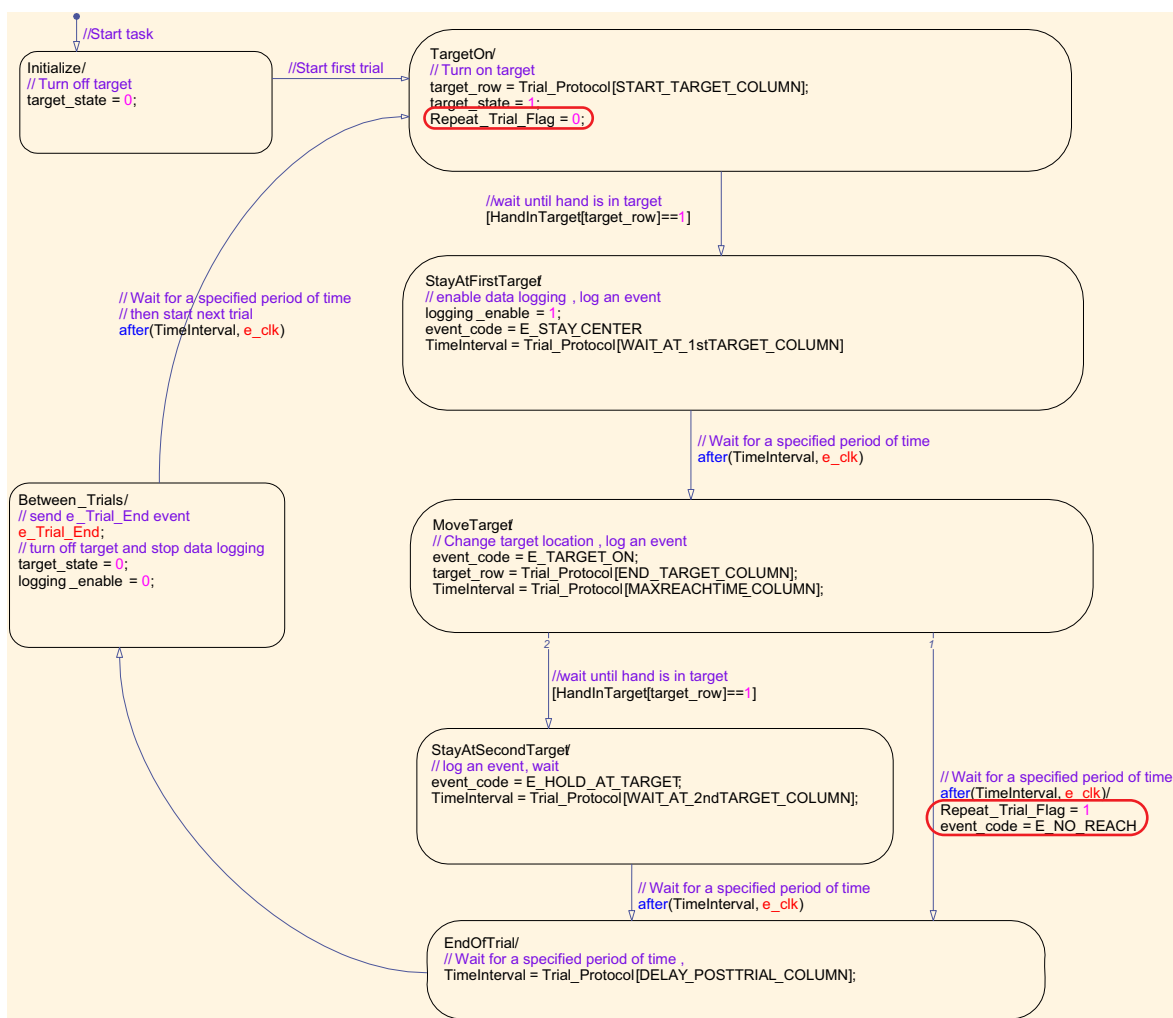 //Start task
Initialize/
// Turn off target
target_state = 0;
//Start first trial
TargetOn/
// Turn on target
target_row = Trial_Protocol[START_TARGET_COLUMN];
target_state = 1;
Repeat_Trial_Flag = 0;
//wait until hand is in target
[HandInTarget[target_row]==1]
StayAtFirstTarget/
// enable data logging , log an event
logging_enable = 1;
event_code = E_STAY_CENTER
TimeInterval = Trial_Protocol[WAIT_AT_1stTARGET_COLUMN]
// Wait for a specified period of time
// then start next trial
after(TimeInterval, e_clk)
// Wait for a specified period of time
after(TimeInterval, e_clk)
Between_Trials/
// send e_Trial_End event
e_Trial_End;
// turn off target and stop data logging
target_state = 0;
logging_enable = 0;
MoveTarget/
// Change target location , log an event
event_code = E_TARGET_ON;
target_row = Trial_Protocol[END_TARGET_COLUMN];
TimeInterval = Trial_Protocol[MAXREACHTIME_COLUMN];
2
1
//wait until hand is in target
[HandInTarget[target_row]==1]
StayAtSecondTarget/
// log an event, wait
event_code = E_HOLD_AT_TARGET;
TimeInterval = Trial_Protocol[WAIT_AT_2ndTARGET_COLUMN];
// Wait for a specified period of time
after(TimeInterval, e_clk)/
Repeat_Trial_Flag = 1
event_code = E_NO_REACH
// Wait for a specified period of time
after(TimeInterval, e_clk)
EndOfTrial/
// Wait for a specified period of time ,
TimeInterval = Trial_Protocol[DELAY_POSTTRIAL_COLUMN];